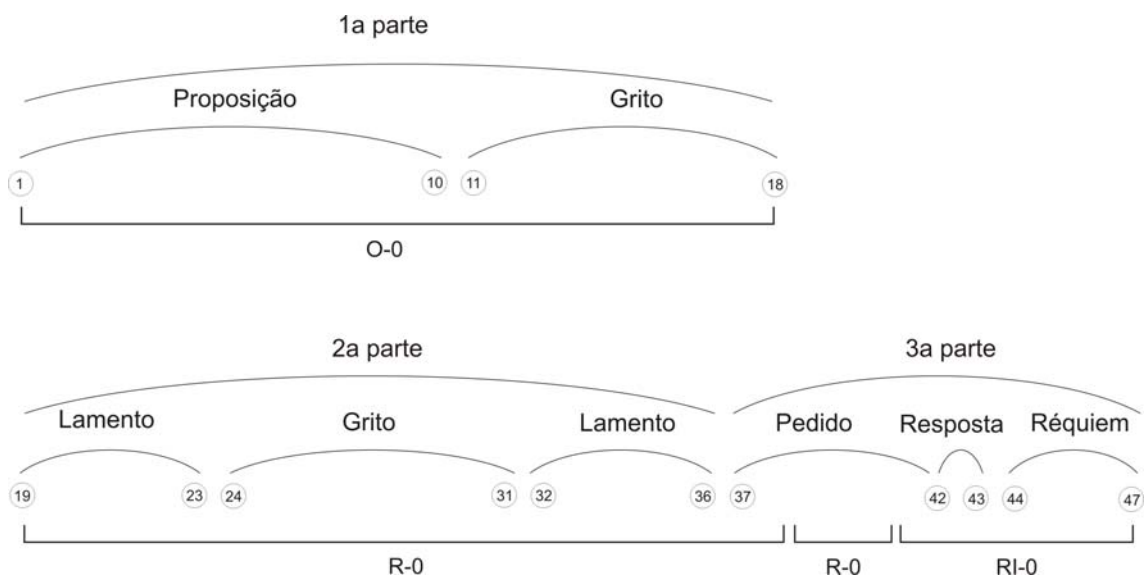 1a parte
Proposição Grito
1 10 11 18
O-0
2a parte 3a parte
Lamento Grito Lamento Pedido Resposta Réquiem
19 23 24 31 32 36 37 42 43 44 47
R-0 R-0 RI-0